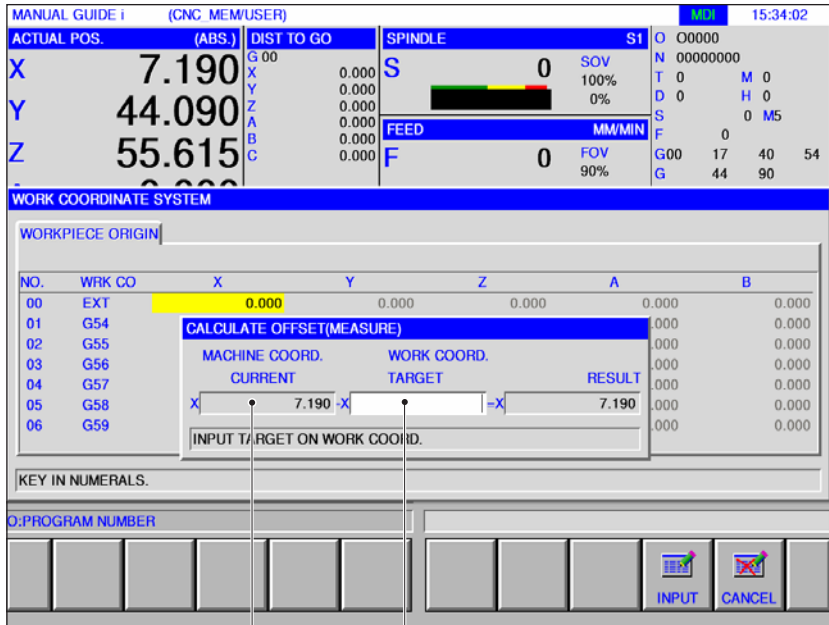 MANUAL GUIDE i (CNC_MEM/USER) MDI 15:34:02
ACTUAL POS. (ABS.) DIST TO GO SPINDLE S1 O O0000
G 00 N 00000000
X 7.190 X 0.000 S 0 SOV 100% T 0 M 0
Y 0.000 0% D 0 H 0
Y 44.090 Z 0.000 S 0 M5
A 0.000 FEED MM/MIN F 0
Z 55.615 B 0.000 F 0 FOV G00 17 40 54
C 0.000 90% G 44 90
WORK COORDINATE SYSTEM
WORKPIECE ORIGIN
NO. WRK CO X Y Z A B
00 EXT 0.000 0.000 0.000 0.000 0.000
01 G54 .000 0.000
02 G55 .000 0.000
03 G56 .000 0.000
04 G57 .000 0.000
05 G58 .000 0.000
06 G59 .000 0.000
CALCULATE OFFSET(MEASURE)
MACHINE COORD. WORK COORD.
CURRENT TARGET RESULT
X 7.190 -X =X 7.190
INPUT TARGET ON WORK COORD.
KEY IN NUMERALS.
O:PROGRAM NUMBER
INPUT CANCEL